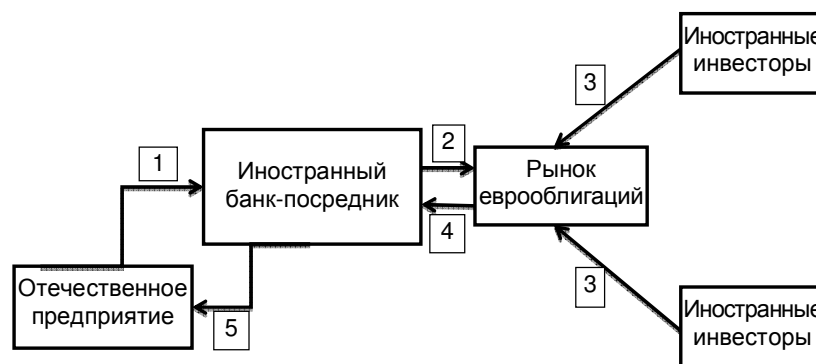 Иностранные
инвесторы
3
2
1
Иностранный
банк-посредник
Рынок
еврооблигаций
4
Отечественное
предприятие
5
3
Иностранные
инвесторы